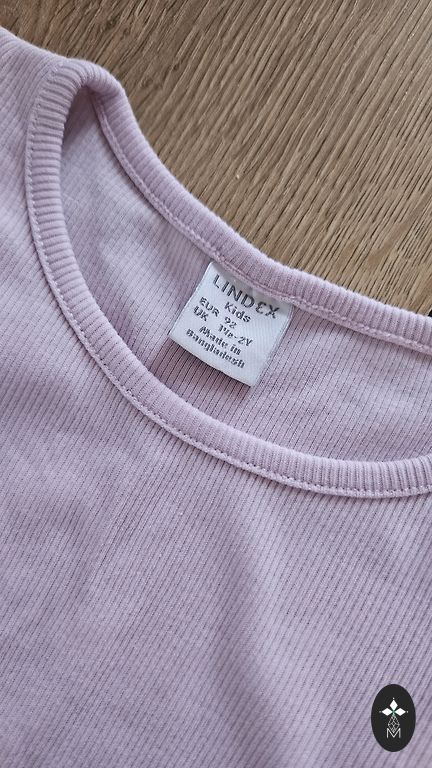 LINDEX
Kids
EUR 92
UK 1½-2Y
Made in
Bangladesh